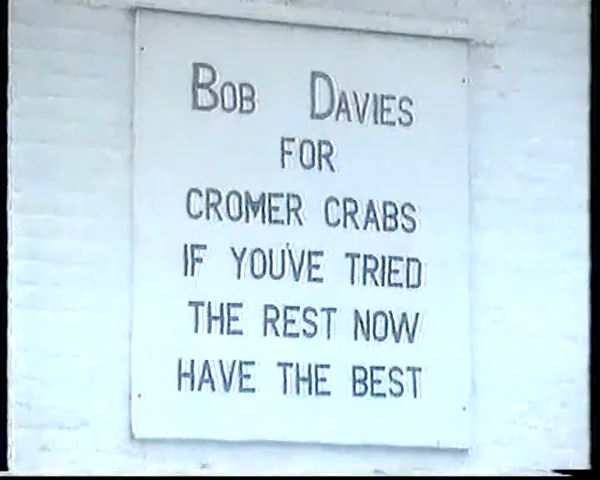 Bob Davies
FOR
CROMER CRABS
IF YOU'VE TRIED
THE REST NOW
HAVE THE BEST